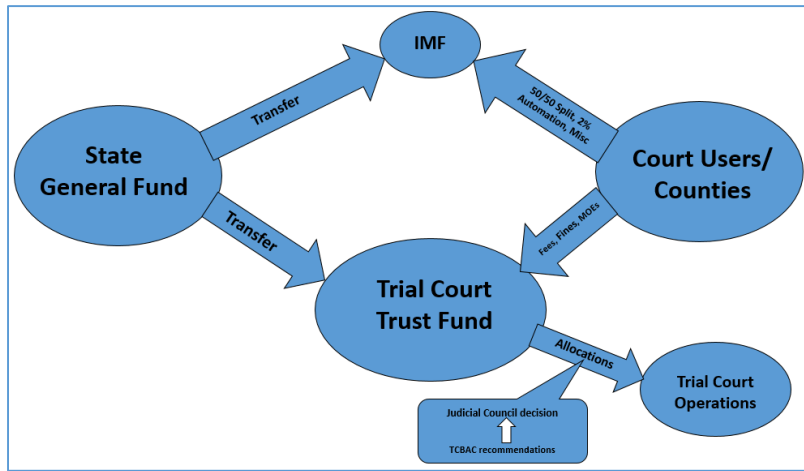 IMF
Transfer
50/50 Split, 2%
Automation, Misc
State
General Fund
Court Users/
Counties
Transfer
Fees, Fines, MOEs
Trial Court
Trust Fund
Allocations
Trial Court
Operations
Judicial Council decision
TCBAC recommendations